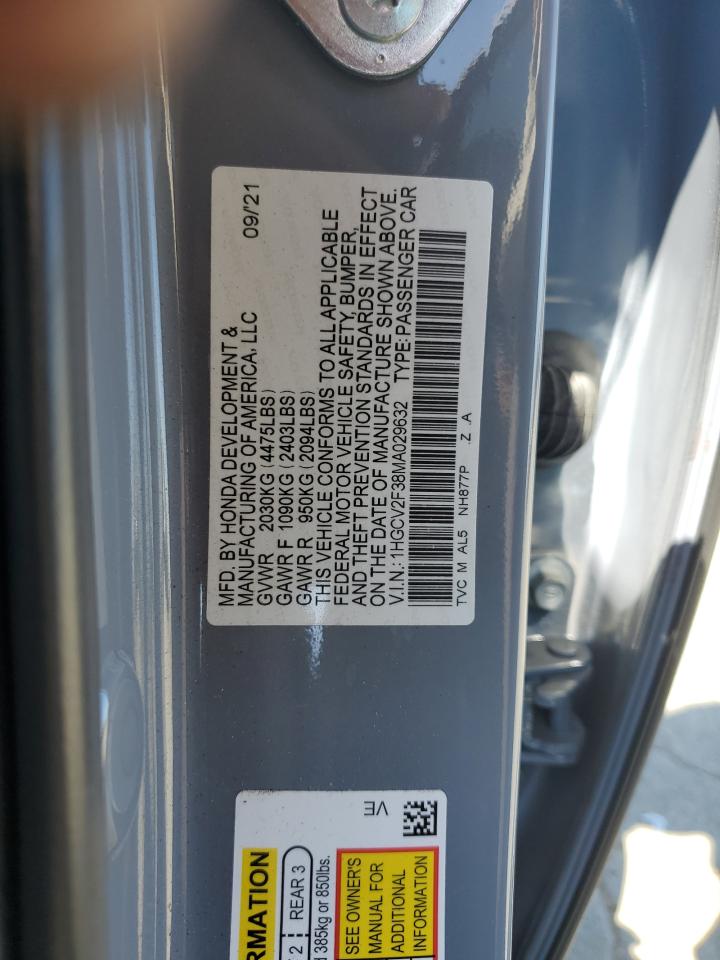 MFD. BY HONDA DEVELOPMENT &
MANUFACTURING OF AMERICA, LLC 09/'21
GVWR 2030KG (4475LBS)
GAWR F 1090KG (2403LBS)
GAWR R 950KG (2094LBS)
THIS VEHICLE CONFORMS TO ALL APPLICABLE
FEDERAL MOTOR VEHICLE SAFETY, BUMPER,
AND THEFT PREVENTION STANDARDS IN EFFECT
ON THE DATE OF MANUFACTURE SHOWN ABOVE.
V.I.N.: 1HGCV2F38MA029632 TYPE: PASSENGER CAR
TVC M AL5 NH877P .Z .A
RMATION
2 REAR 3
385kg or 850lbs.
SEE OWNER'S
MANUAL FOR
ADDITIONAL
INFORMATION
VE